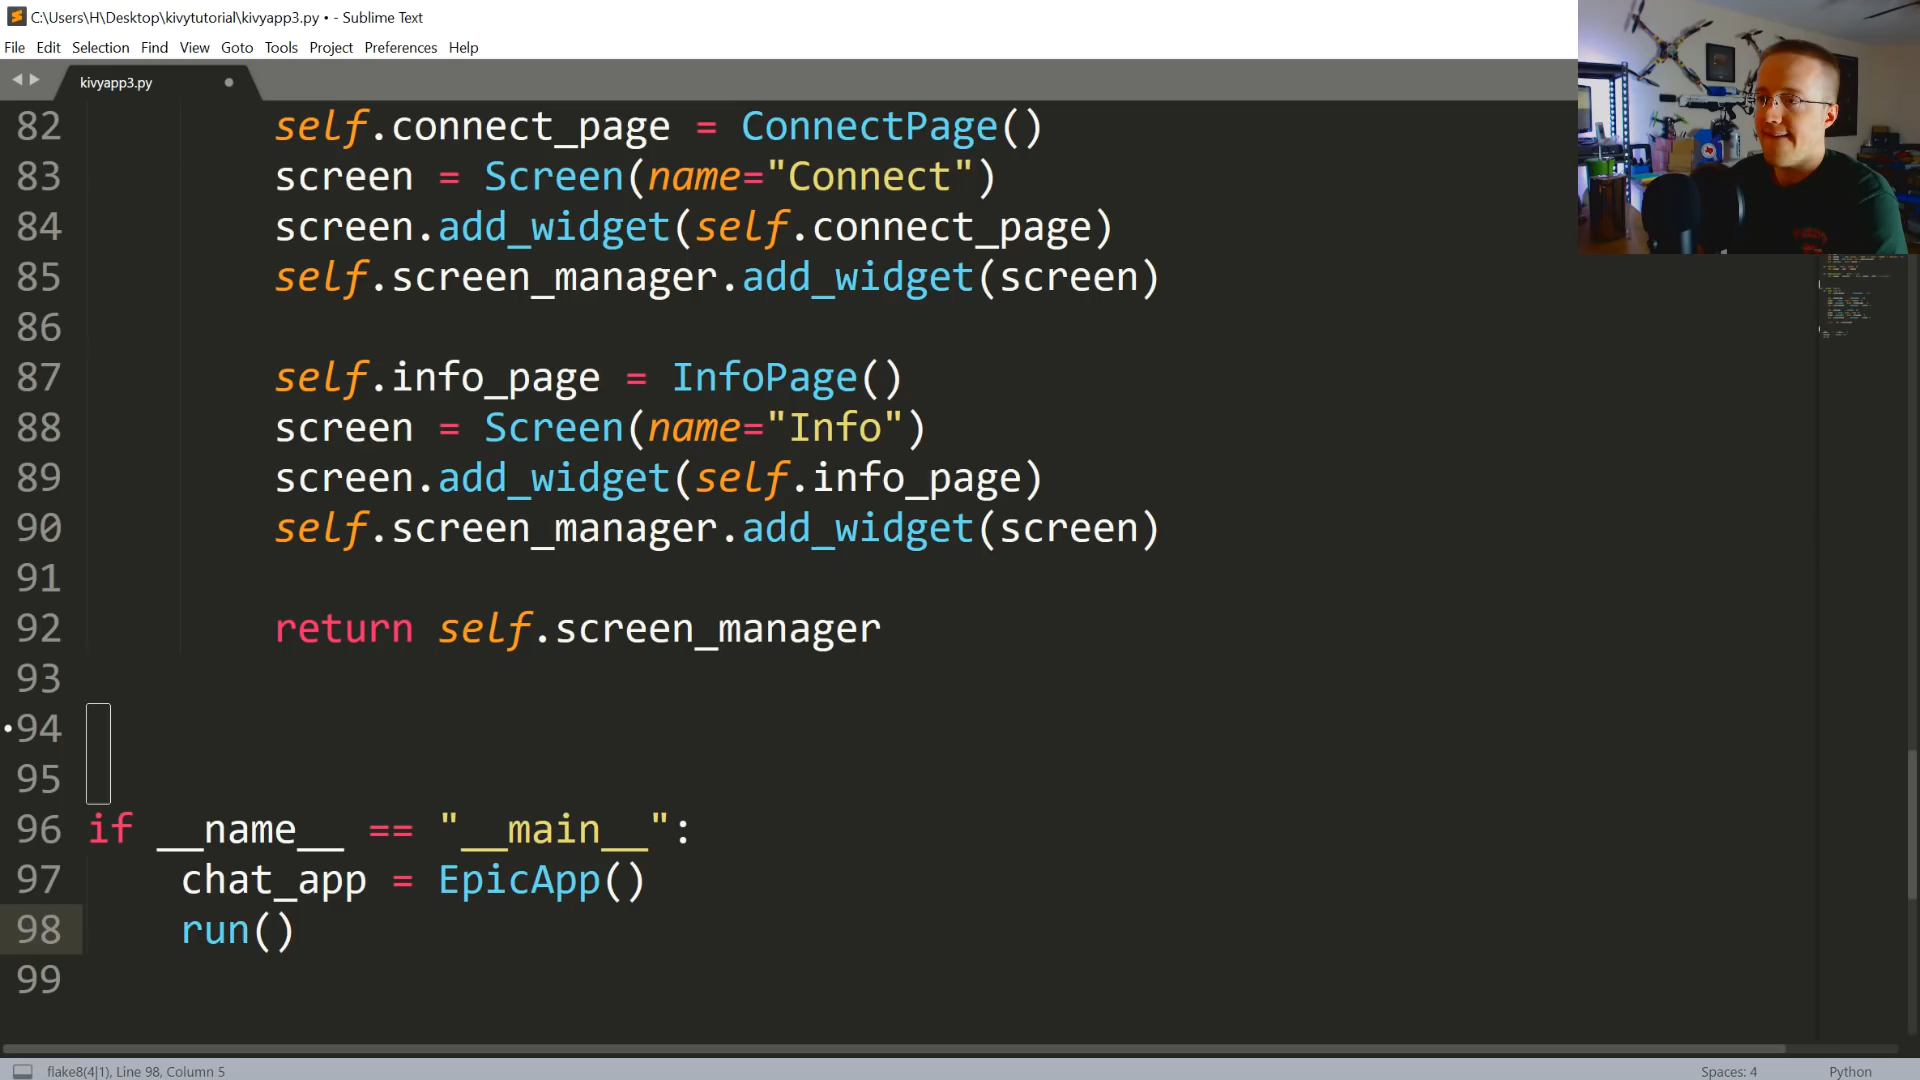 C:\Users\H\Desktop\kivytutorial\kivyapp3.py • - Sublime Text
File Edit Selection Find View Goto Tools Project Preferences Help
kivyapp3.py
82 self.connect_page = ConnectPage()
83 screen = Screen(name="Connect")
84 screen.add_widget(self.connect_page)
85 self.screen_manager.add_widget(screen)
86
87 self.info_page = InfoPage()
88 screen = Screen(name="Info")
89 screen.add_widget(self.info_page)
90 self.screen_manager.add_widget(screen)
91
92 return self.screen_manager
93
94
95
96 if __name__ == "__main__":
97 chat_app = EpicApp()
98 run()
99
flake8(4|1), Line 98, Column 5
Spaces: 4
Python